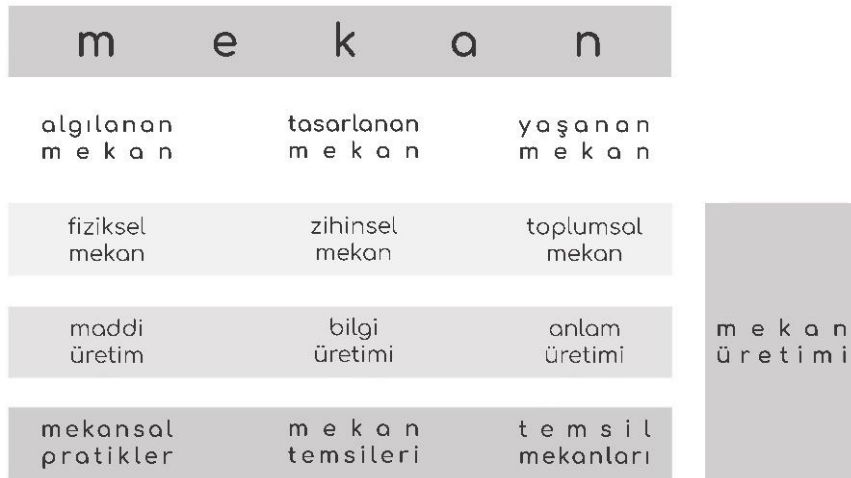 mekan
algılanan tasarlanan yaşanan
mekan mekan mekan
fiziksel zihinsel toplumsal
mekan mekan mekan
maddi bilgi anlam
üretim üretimi üretimi
mekan
üretimi
mekansal mekan temsil
pratikler temsileri mekanları